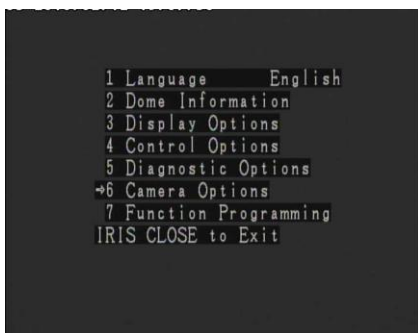 1 Language English
2 Dome Information
3 Display Options
4 Control Options
5 Diagnostic Options
⇒6 Camera Options
7 Function Programming
IRIS CLOSE to Exit